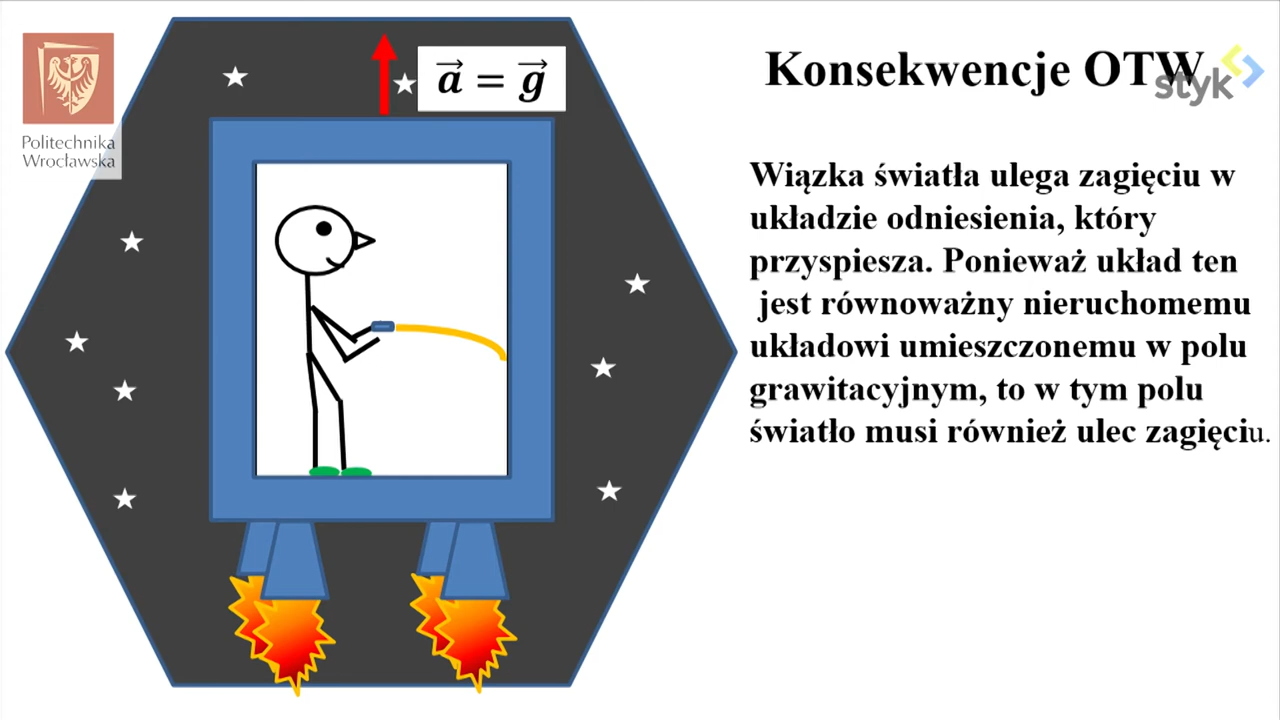 Politechnika
Wrocławska
a = g
Konsekwencje OTW
styk
Wiązka światła ulega zagięciu w
układzie odniesienia, który
przyspiesza. Ponieważ układ ten
jest równoważny nieruchomemu
układowi umieszczonemu w polu
grawitacyjnym, to w tym polu
światło musi również ulec zagięciu.